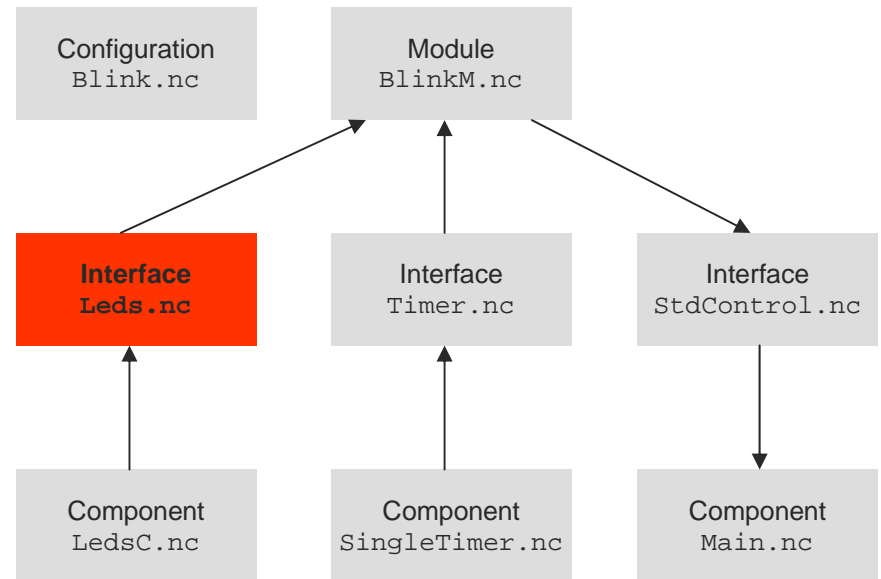 Configuration
Blink.nc
Module
BlinkM.nc
Interface
Leds.nc
Interface
Timer.nc
Interface
StdControl.nc
Component
LedsC.nc
Component
SingleTimer.nc
Component
Main.nc